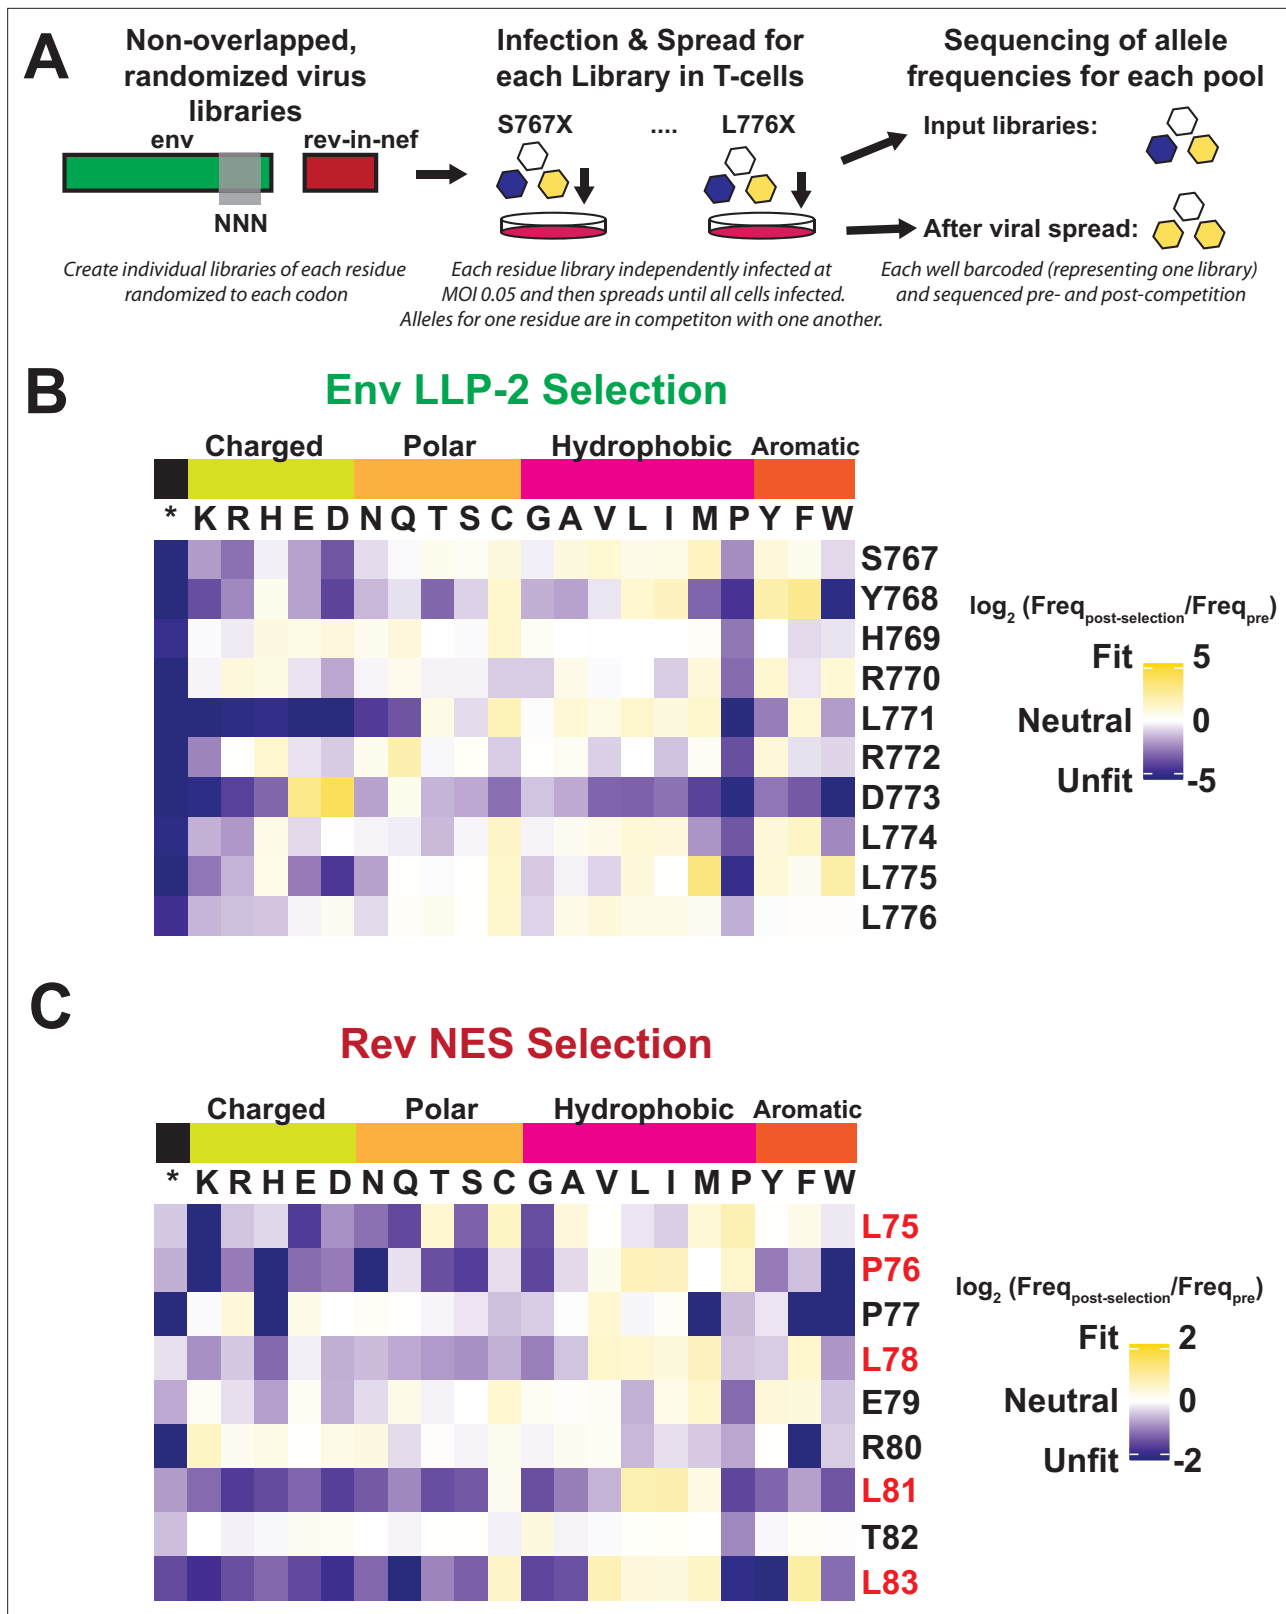 A
Non-overlapped,
randomized virus
libraries
env
rev-in-nef
NNN
Create individual libraries of each residue
randomized to each codon
Infection & Spread for
each Library in T-cells
S767X
....
L776X
Each residue library independently infected at
MOI 0.05 and then spreads until all cells infected.
Alleles for one residue are in competiton with one another.
Sequencing of allele
frequencies for each pool
Input libraries:
After viral spread:
Each well barcoded (representing one library)
and sequenced pre- and post-competition
B
Env LLP-2 Selection
Charged Polar Hydrophobic Aromatic
* K R H E D N Q T S C G A V L I M P Y F W
S767
Y768
H769
R770
L771
R772
D773
L774
L775
L776
log2 (Freqpost-selection/Freqpre)
Fit 5
Neutral 0
Unfit -5
C
Rev NES Selection
Charged Polar Hydrophobic Aromatic
* K R H E D N Q T S C G A V L I M P Y F W
L75
P76
P77
L78
E79
R80
L81
T82
L83
log2 (Freqpost-selection/Freqpre)
Fit 2
Neutral 0
Unfit -2